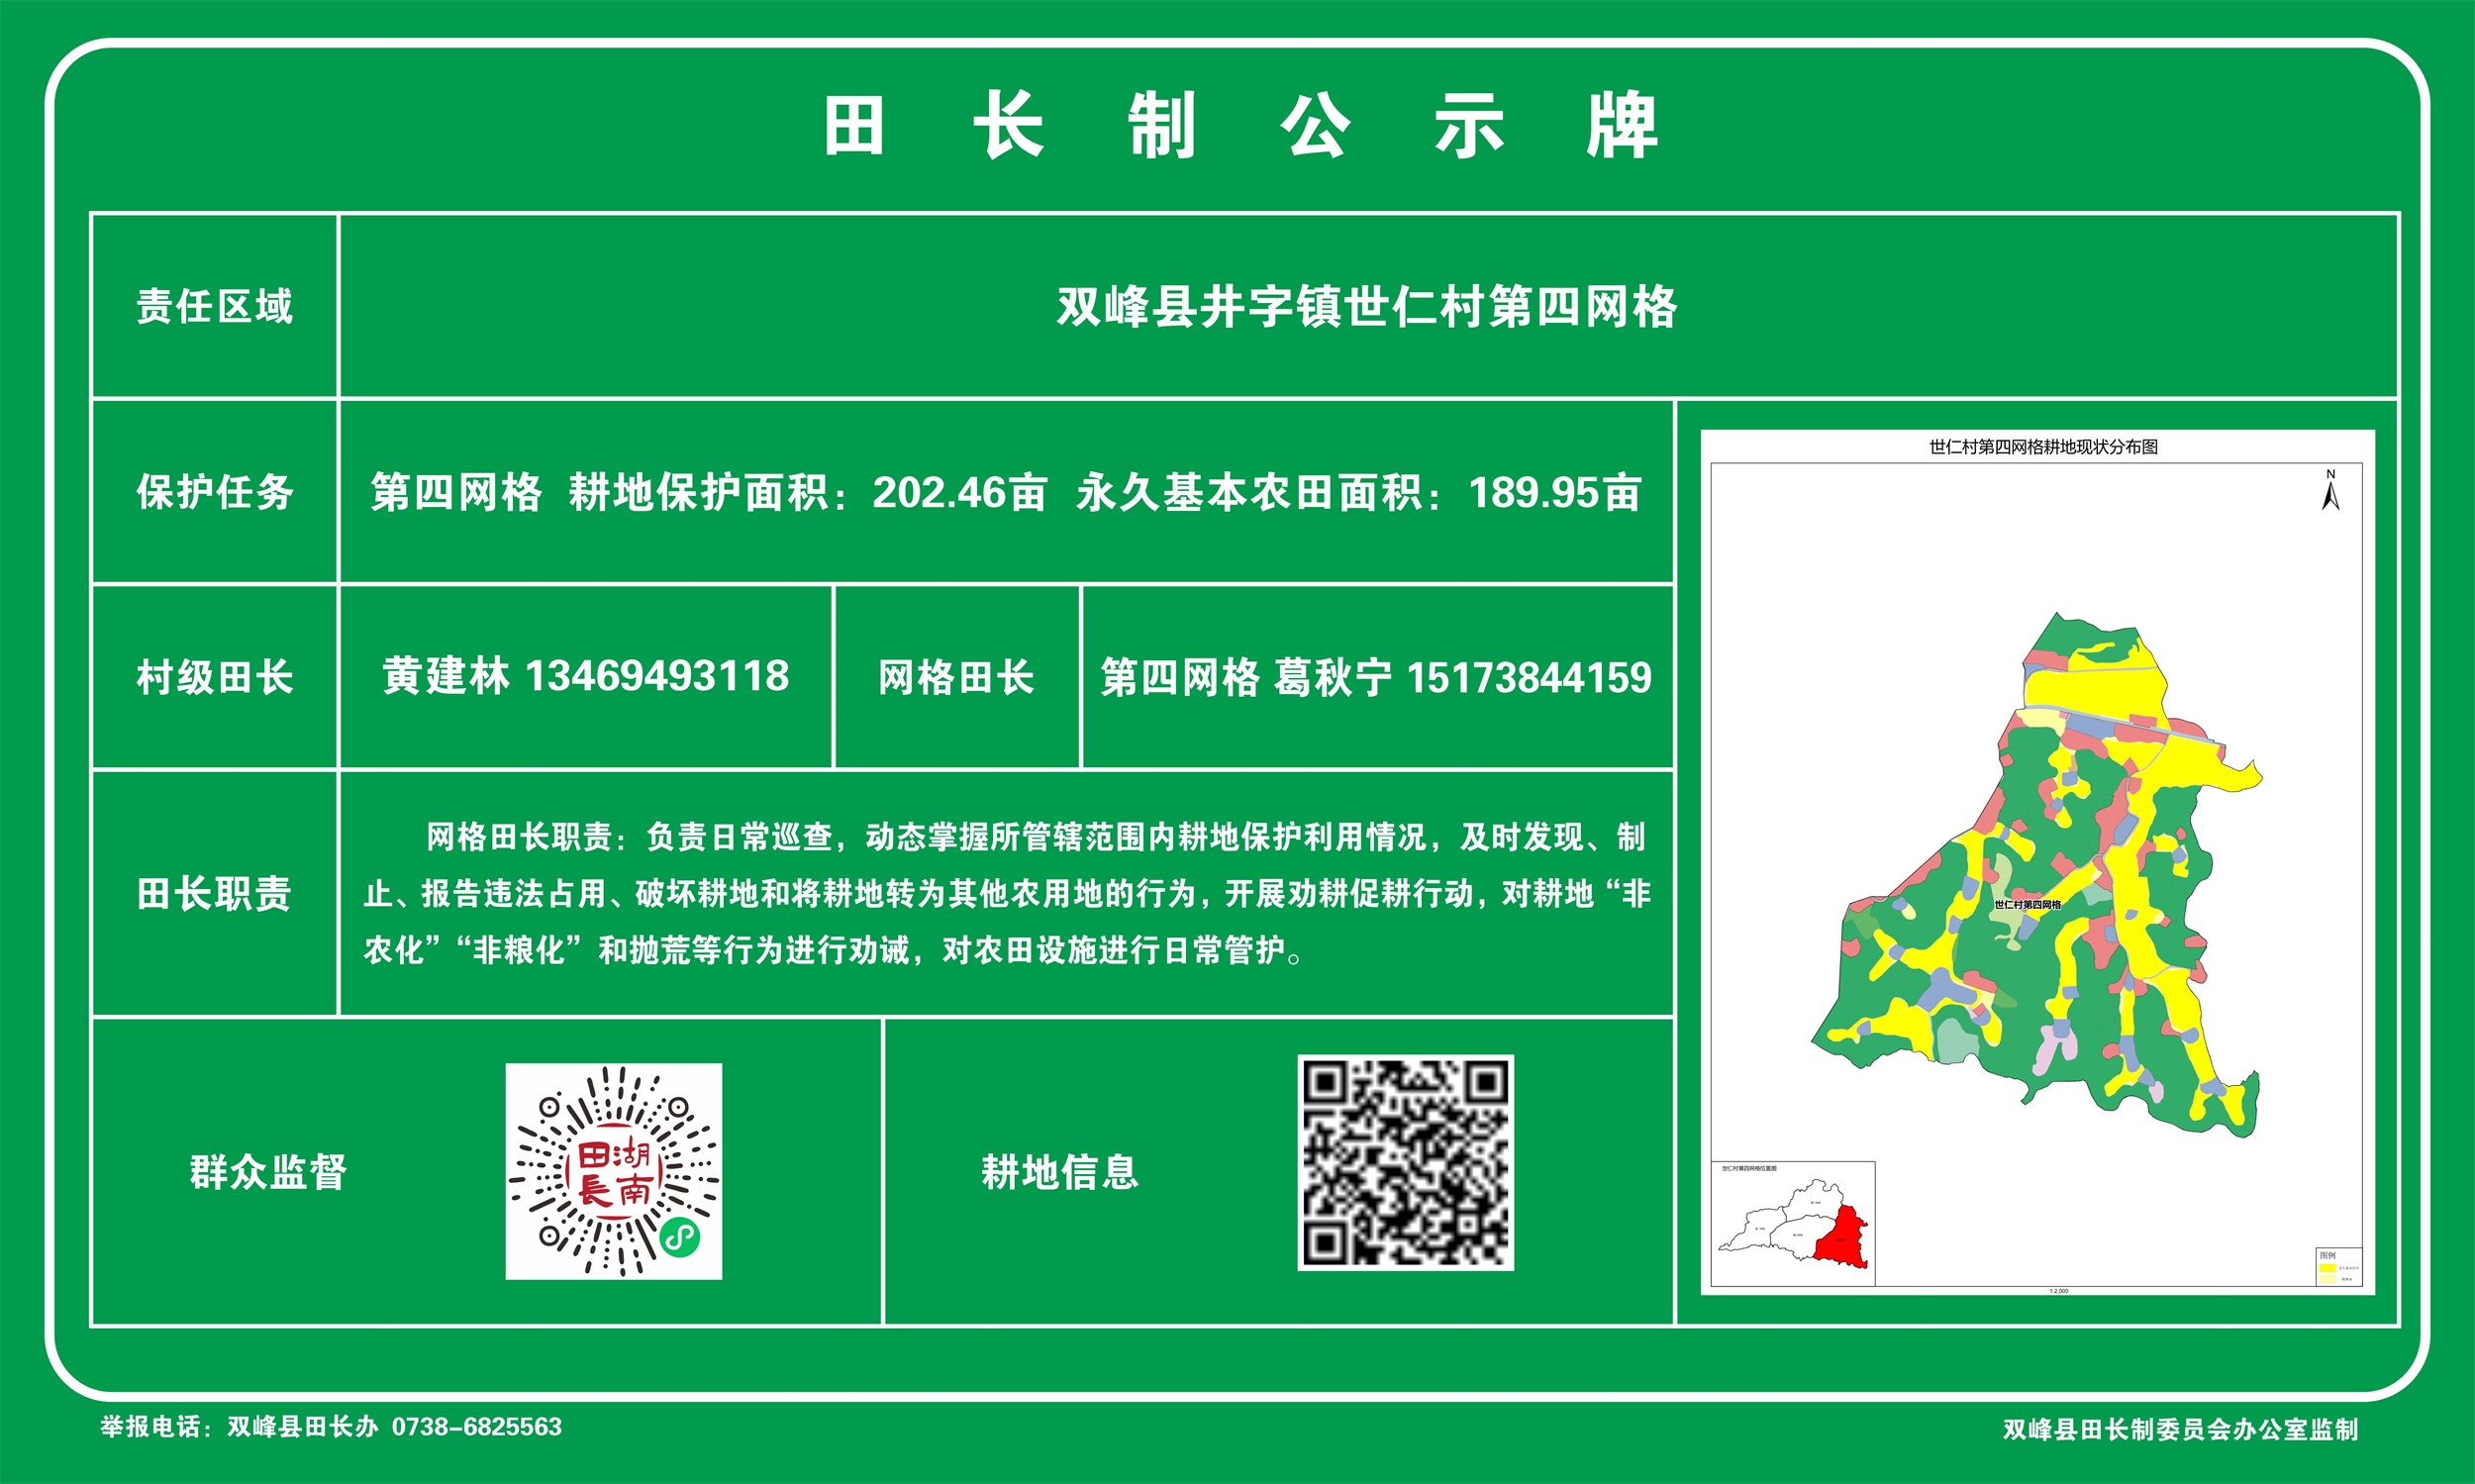 田长制公示牌
责任区域
双峰县井字镇世仁村第四网格
保护任务
第四网格 耕地保护面积：202.46亩 永久基本农田面积：189.95亩
村级田长
黄建林 13469493118
网格田长
第四网格 葛秋宁 15173844159
田长职责
网格田长职责：负责日常巡查，动态掌握所管辖范围内耕地保护利用情况，及时发现、制
止、报告违法占用、破坏耕地和将耕地转为其他农用地的行为，开展劝耕促耕行动，对耕地“非
农化”“非粮化”和抛荒等行为进行劝诫，对农田设施进行日常管护。
群众监督
湖南
田長
耕地信息
世仁村第四网格耕地现状分布图
N
世仁村第四网格
世仁村第四网格位置图
图例
1:2,000
举报电话：双峰县田长办 0738-6825563
双峰县田长制委员会办公室监制